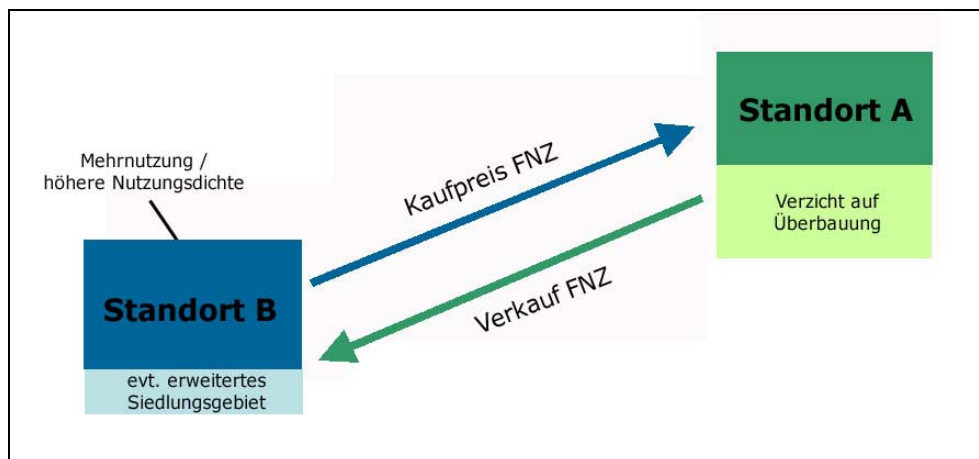 Standort A
Verzicht auf
Überbauung
Kaufpreis FNZ
Verkauf FNZ
Mehrnutzung /
höhere Nutzungsdichte
Standort B
evt. erweitertes
Siedlungsgebiet